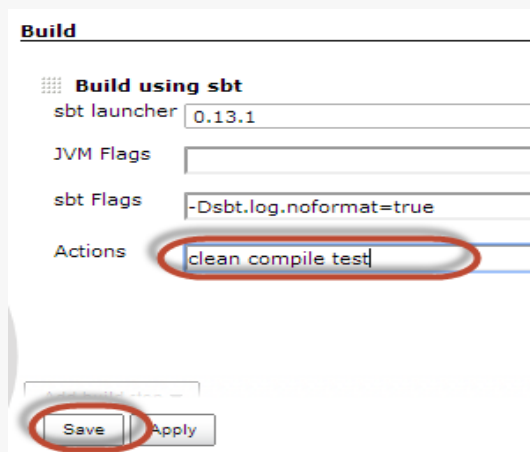 Build
Build using sbt
sbt launcher 0.13.1
JVM Flags
sbt Flags -Dsbt.log.noformat=true
Actions clean compile test
Save Apply